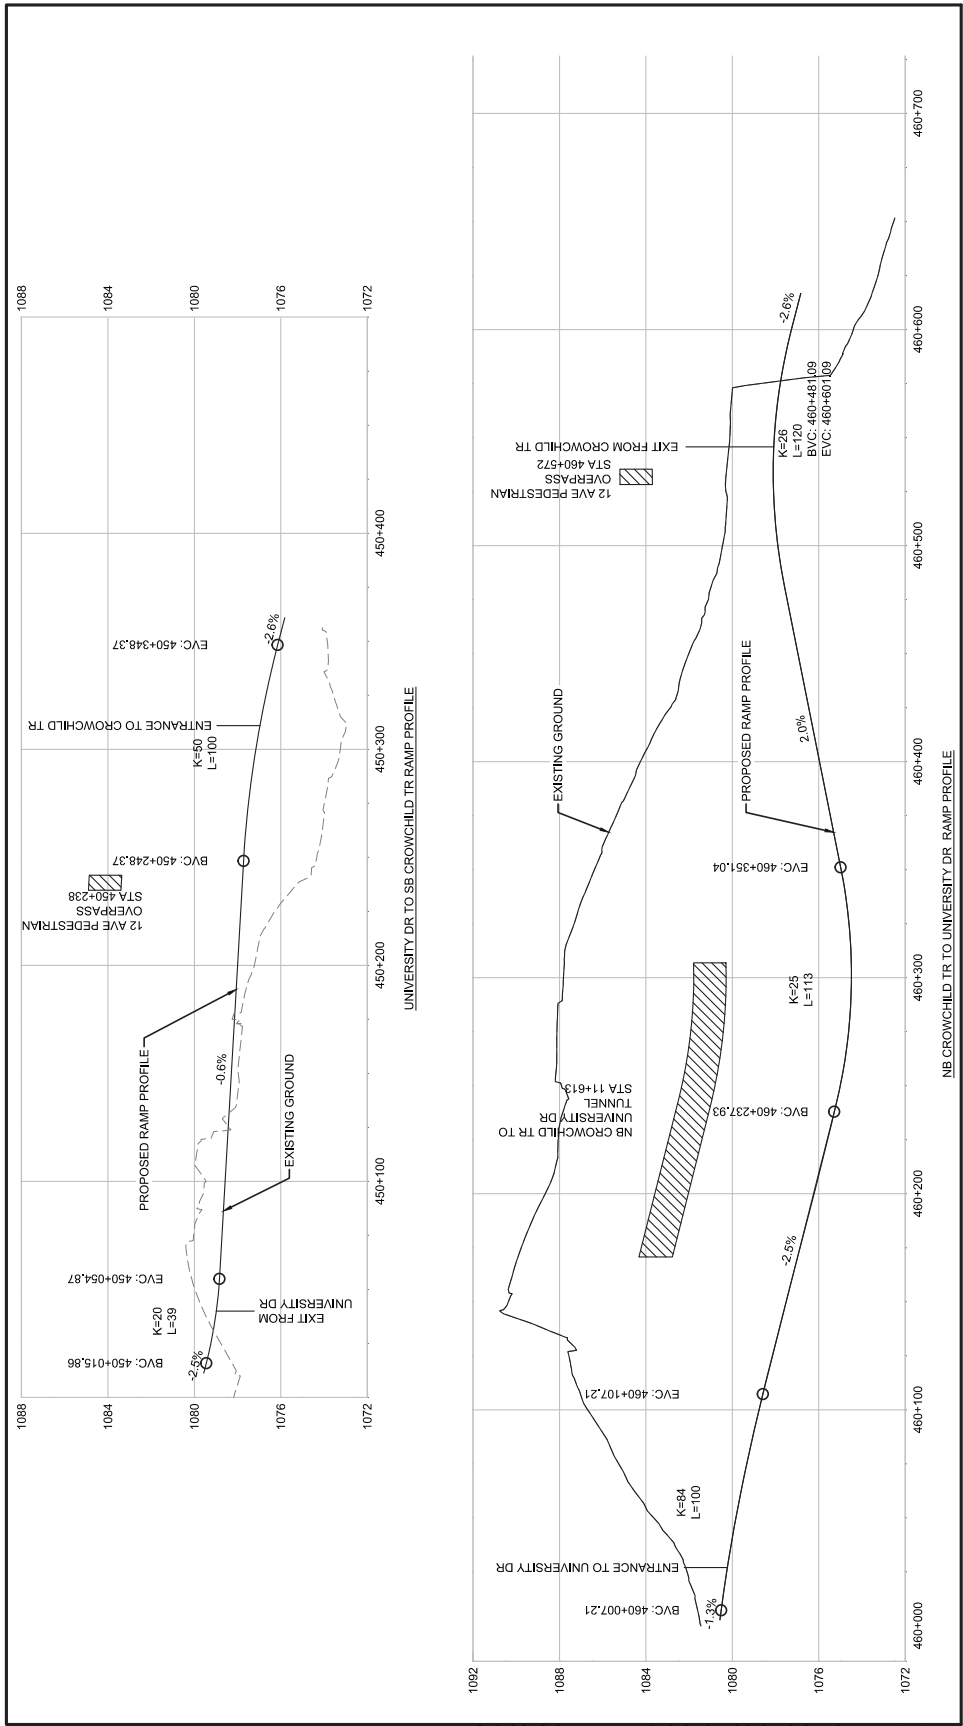 1088
1084
1080
1076
1072
1088
1084
1080
1076
1072
450+100
450+200
450+300
450+400
BVC: 450+015.86
EVC: 450+054.87
K=20
L=39
-2.5%
EXIT FROM
UNIVERSITY DR
PROPOSED RAMP PROFILE
-0.6%
EXISTING GROUND
12 AVE PEDESTRIAN
OVERPASS
STA 450+238
BVC: 450+248.37
K=50
L=100
ENTRANCE TO CROWCHILD TR
EVC: 450+348.37
-2.6%
UNIVERSITY DR TO SB CROWCHILD TR RAMP PROFILE
1092
1088
1084
1080
1076
1072
460+000
460+100
460+200
460+300
460+400
460+500
460+600
460+700
BVC: 460+007.21
-1.3%
ENTRANCE TO UNIVERSITY DR
K=84
L=100
EVC: 460+107.21
-2.5%
NB CROWCHILD TR TO
UNIVERSITY DR
TUNNEL
STA 11+613
BVC: 460+237.93
K=25
L=113
EVC: 460+351.04
EXISTING GROUND
PROPOSED RAMP PROFILE
2.0%
12 AVE PEDESTRIAN
OVERPASS
STA 460+572
EXIT FROM CROWCHILD TR
K=26
L=120
BVC: 460+481.09
EVC: 460+601.09
-2.6%
NB CROWCHILD TR TO UNIVERSITY DR RAMP PROFILE